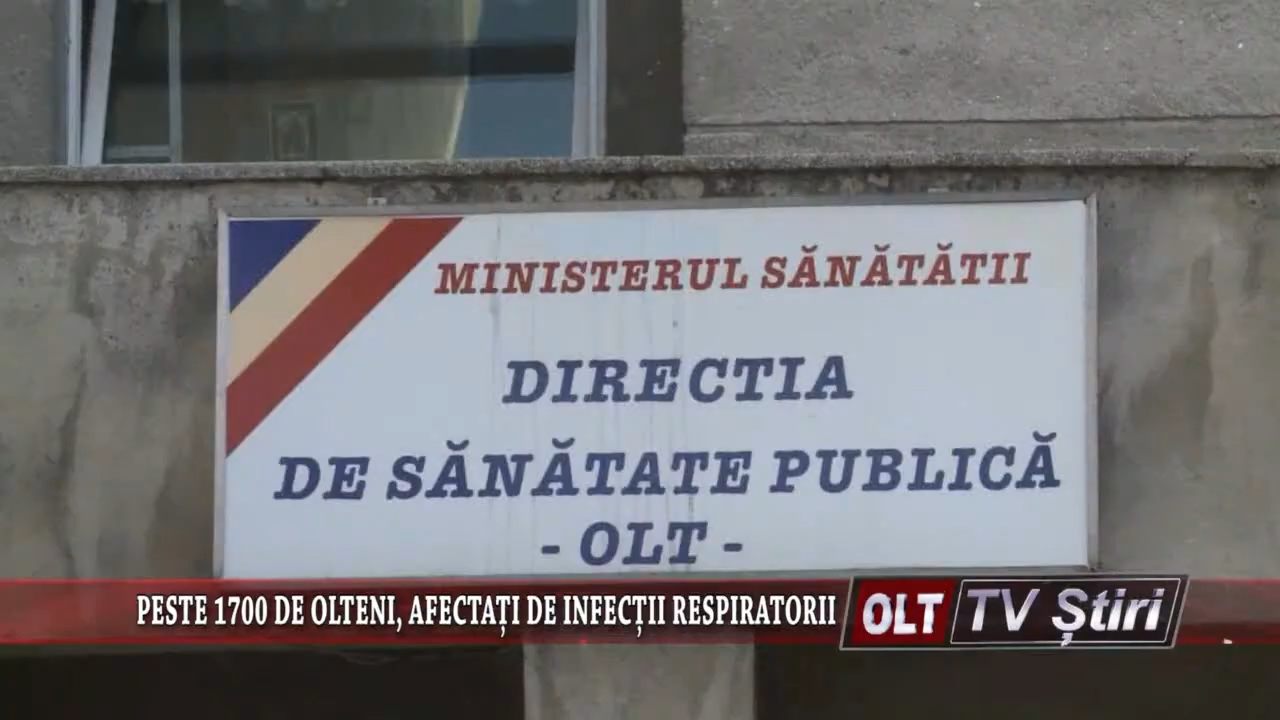 MINISTERUL SĂNĂTĂTII
DIRECTIA
DE SĂNĂTATE PUBLICĂ
- OLT -
PESTE 1700 DE OLTENI, AFECTAȚI DE INFECȚII RESPIRATORII
OLT TV Știri